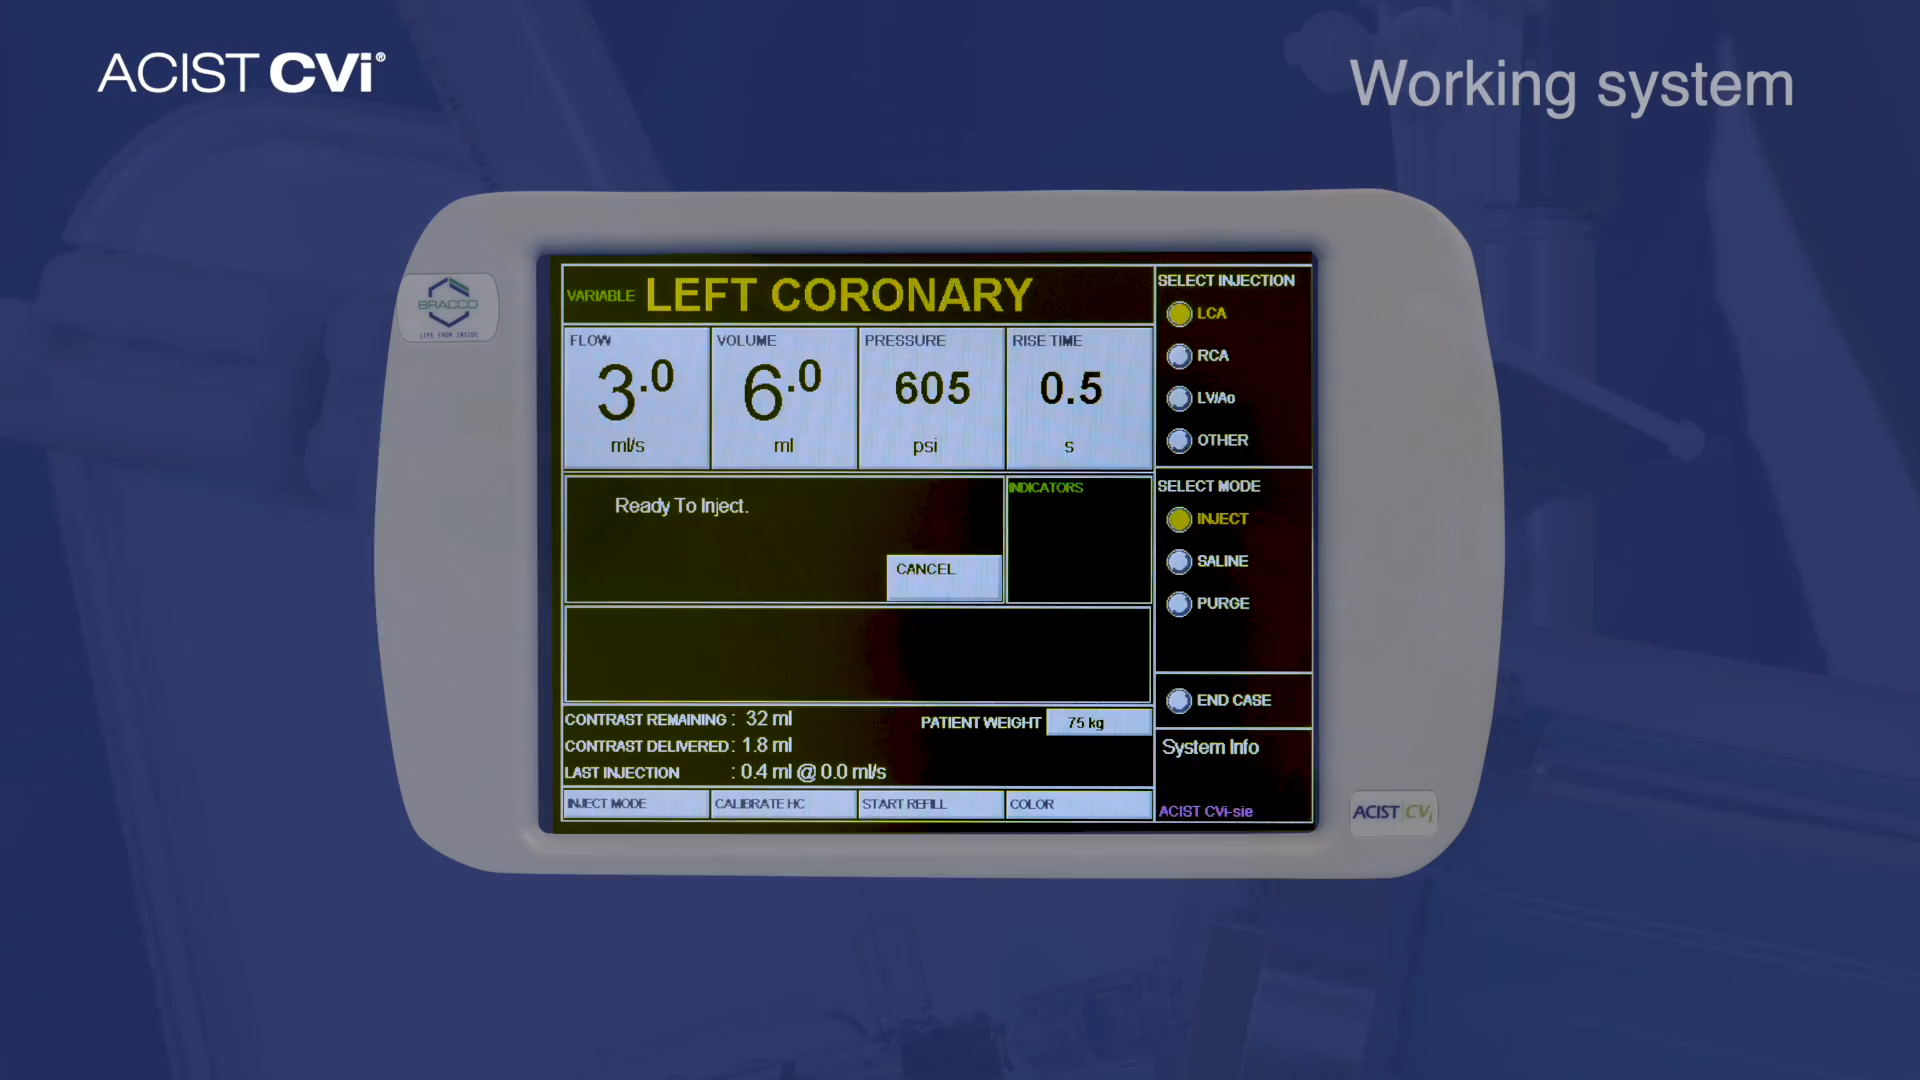 ACIST CVi®
Working system
BRACCO
LIFE FROM INSIDE
VARIABLE LEFT CORONARY
FLOW
3.0
ml/s
VOLUME
6.0
ml
PRESSURE
605
psi
RISE TIME
0.5
s
SELECT INJECTION
LCA
RCA
LV/Ao
OTHER
Ready To Inject.
CANCEL
INDICATORS
SELECT MODE
INJECT
SALINE
PURGE
END CASE
CONTRAST REMAINING : 32 ml
CONTRAST DELIVERED : 1.8 ml
LAST INJECTION : 0.4 ml @ 0.0 ml/s
PATIENT WEIGHT 75 kg
System Info
ACIST CVi-sie
INJECT MODE
CALIBRATE HC
START REFILL
COLOR
ACIST CVi